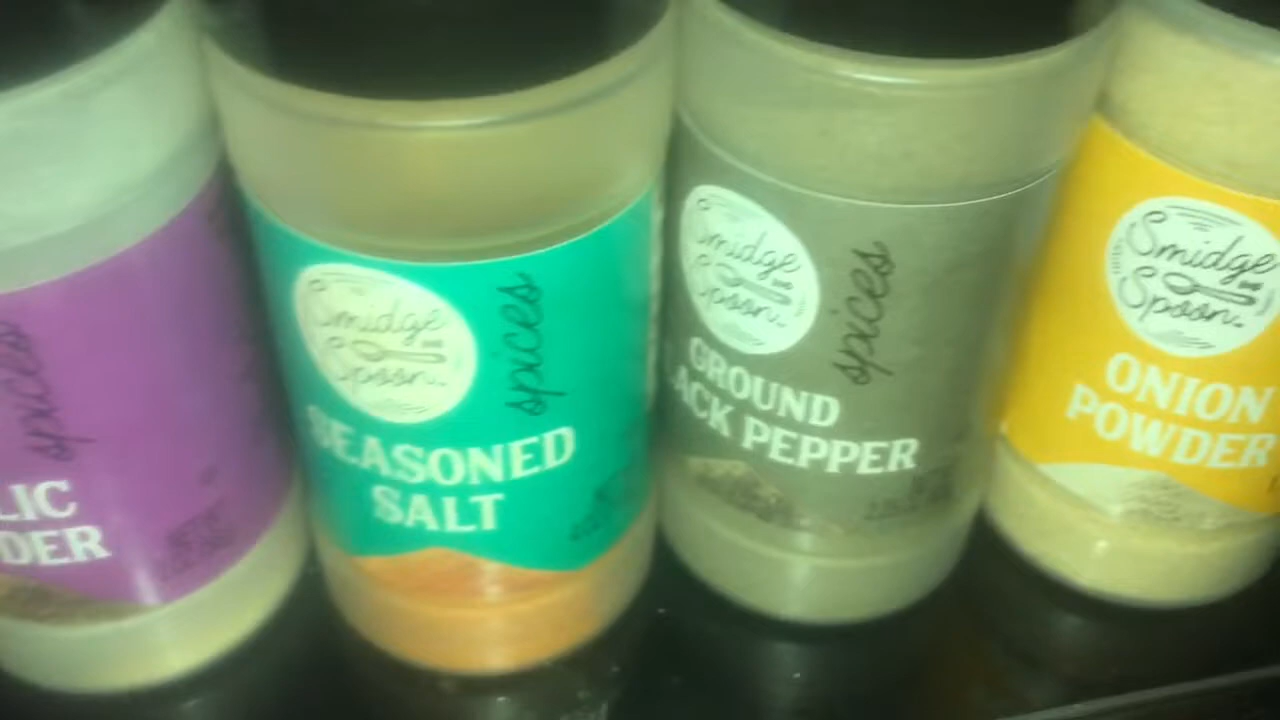 spices
LIC
DER
Smidge
Spoon.
spices
SEASONED
SALT
Smidge
Spoon.
spices
GROUND
ACK PEPPER
Smidge
Spoon.
ONION
POWDER